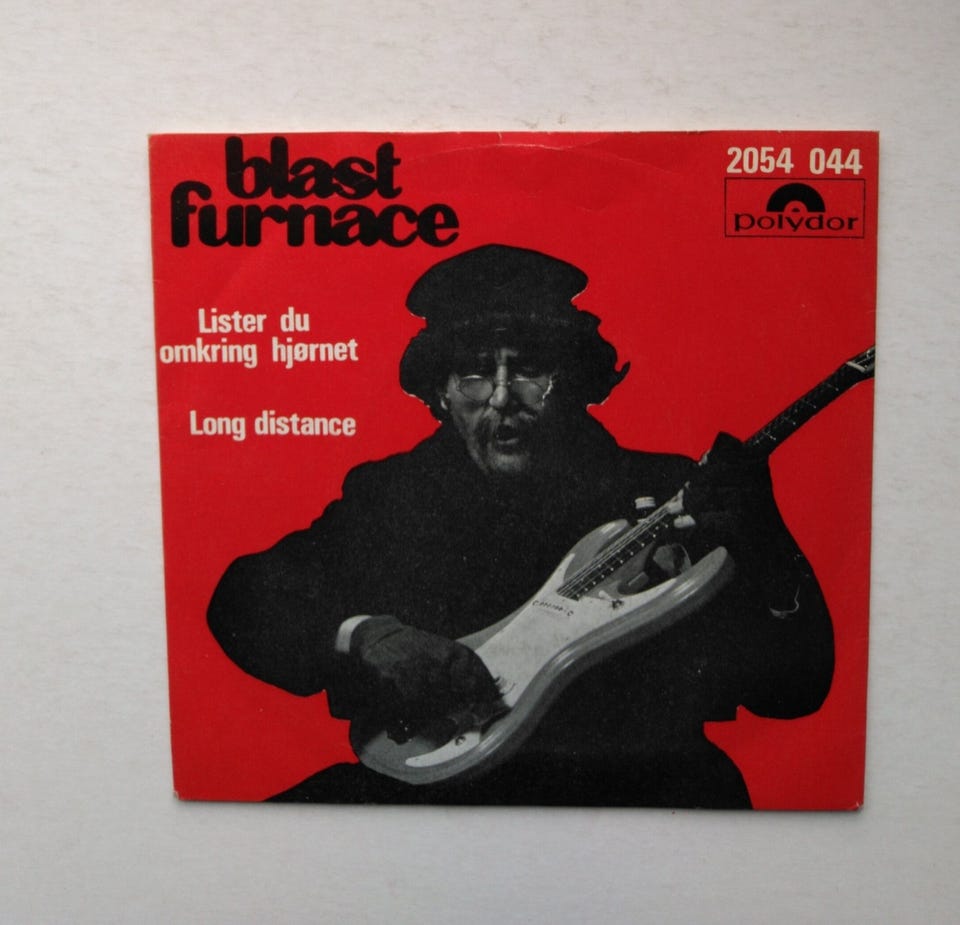 blast
furnace
2054 044
polydor
Lister du
omkring hjørnet
Long distance